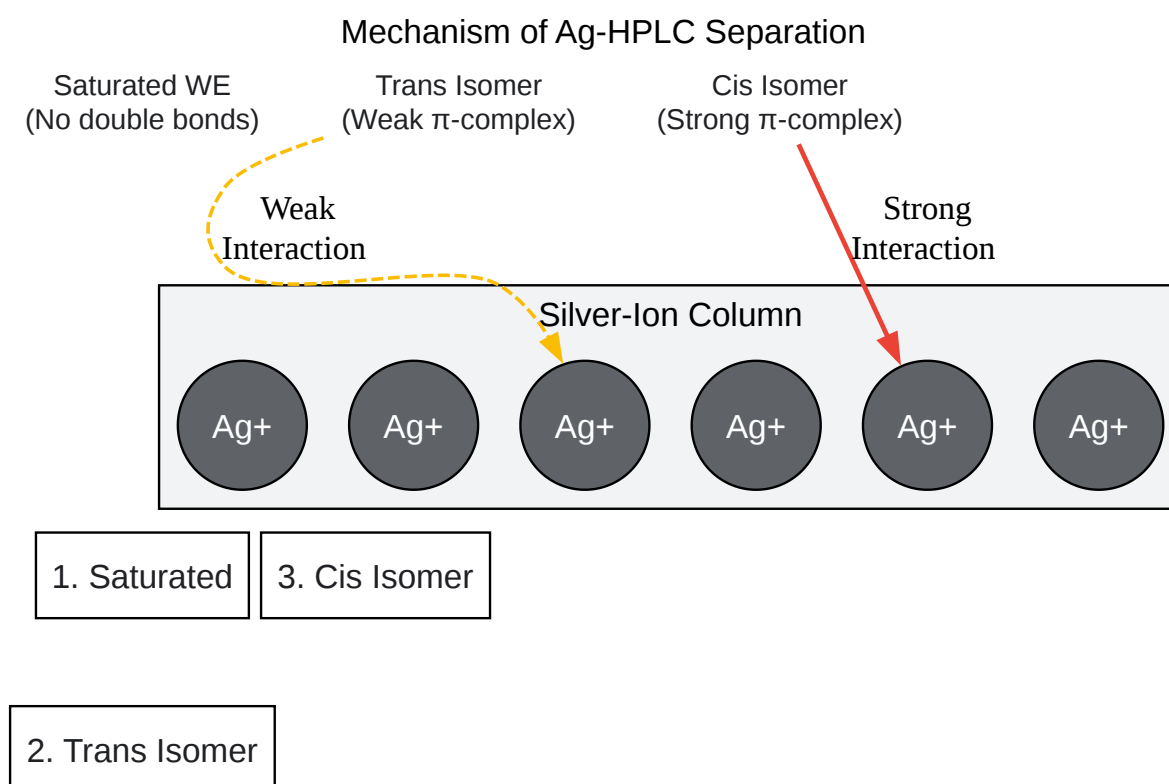 Mechanism of Ag-HPLC Separation
Saturated WE
(No double bonds)
Trans Isomer
(Weak π-complex)
Cis Isomer
(Strong π-complex)
Weak
Interaction
Strong
Interaction
Silver-Ion Column
Ag+
Ag+
Ag+
Ag+
Ag+
Ag+
1. Saturated
3. Cis Isomer
2. Trans Isomer